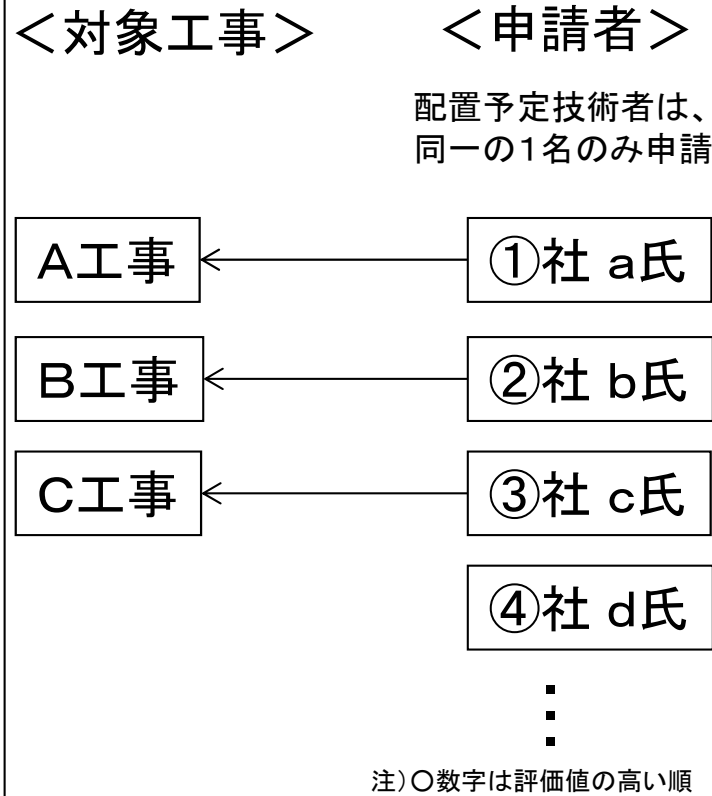 ＜対象工事＞ ＜申請者＞
配置予定技術者は、
同一の１名のみ申請
Ａ工事 ①社 ａ氏
Ｂ工事 ②社 ｂ氏
Ｃ工事 ③社 ｃ氏
④社 ｄ氏
注）〇数字は評価値の高い順